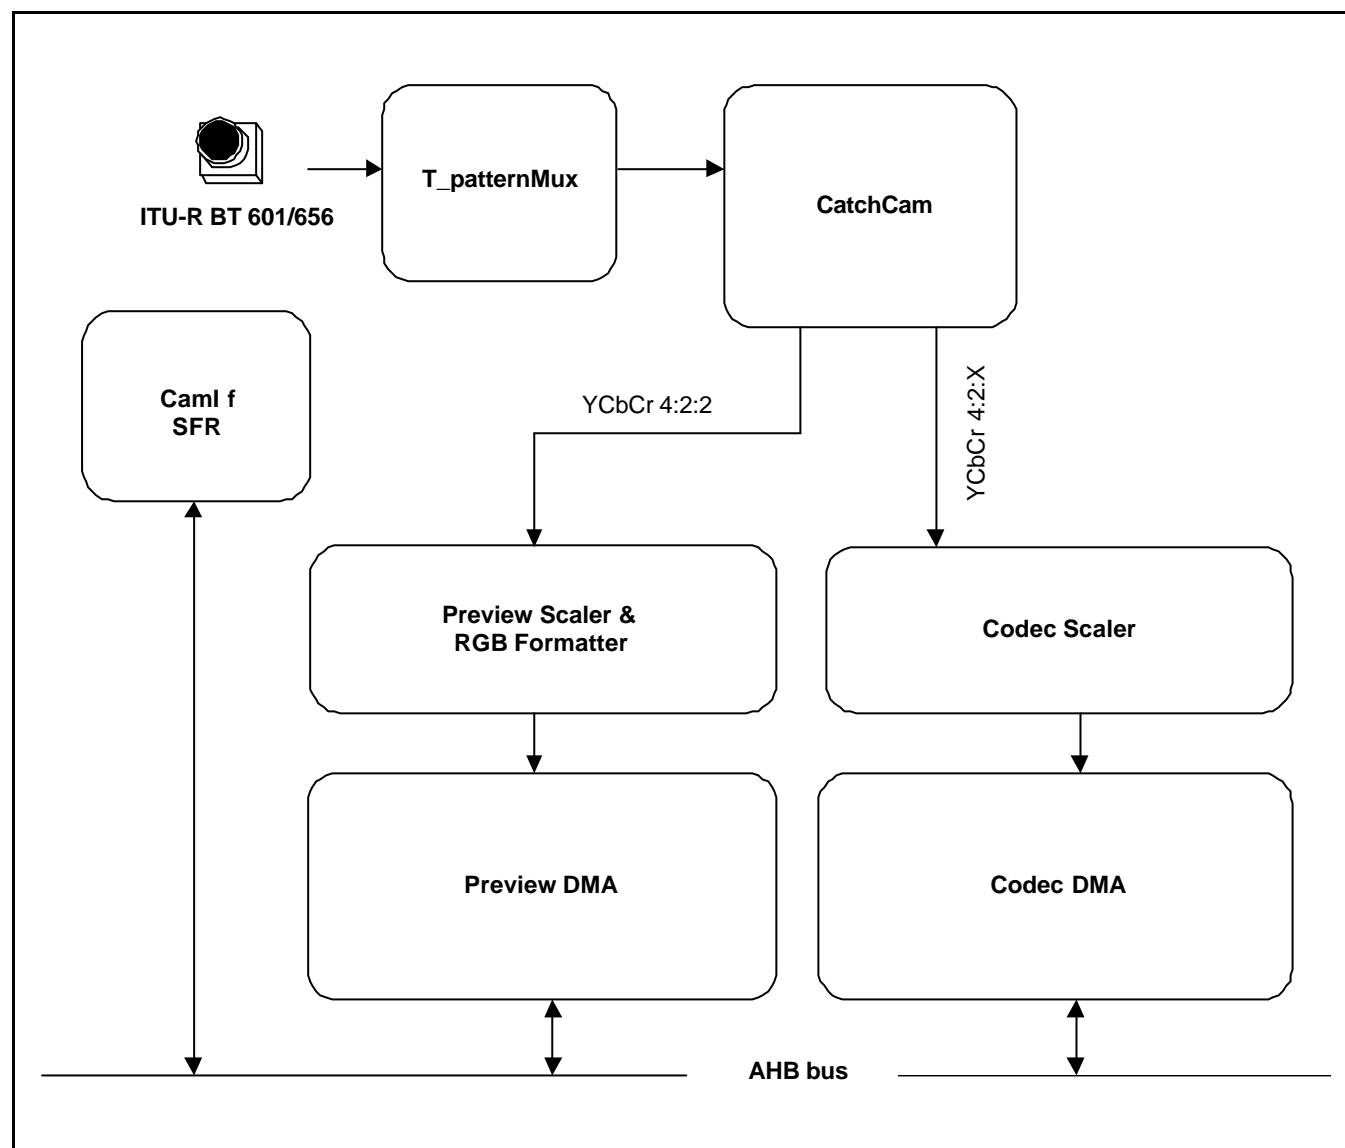 T_patternMux
CatchCam
ITU-R BT 601/656
CamI f
SFR
YCbCr 4:2:2
YCbCr 4:2:X
Preview Scaler &
RGB Formatter
Codec Scaler
Preview DMA
Codec DMA
AHB bus